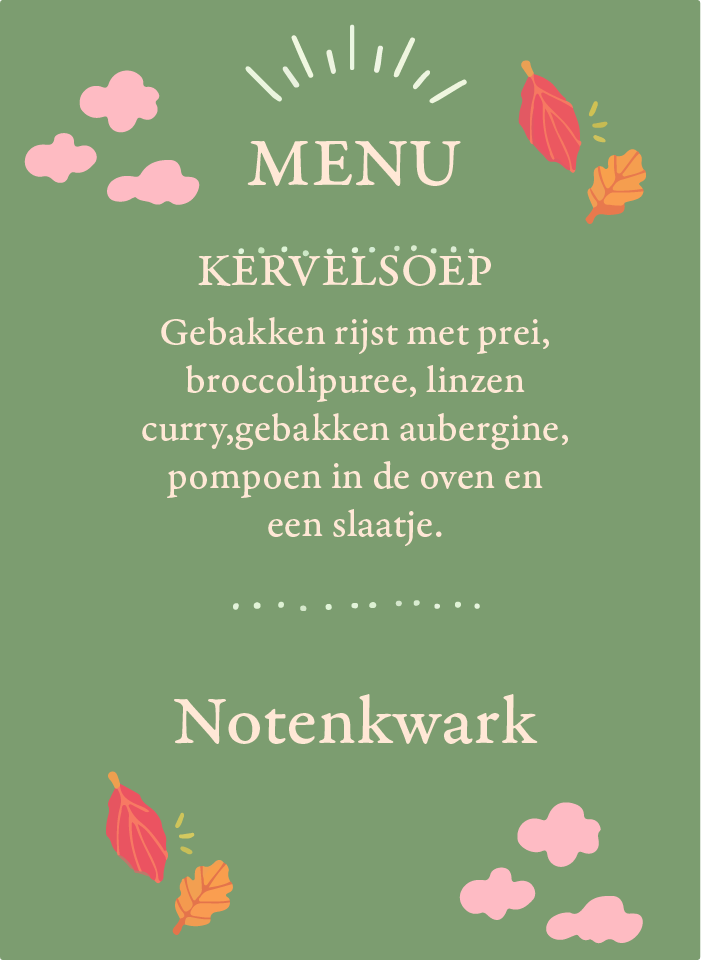 MENU
KERVELSOEP
Gebakken rijst met prei,
broccolipuree, linzen
curry,gebakken aubergine,
pompoen in de oven en
een slaatje.
Notenkwark